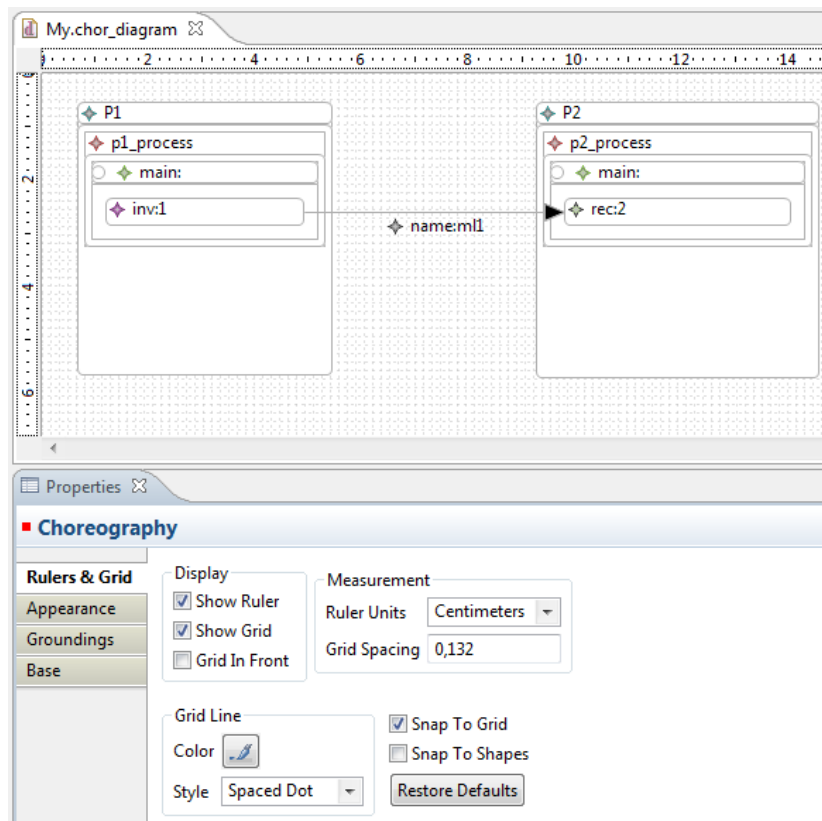 My.chor_diagram
2 4 6 8 10 12 14
P1 P2
p1_process p2_process
2
main: main:
inv:1 rec:2
name:ml1
4
6
Properties
Choreography
Rulers & Grid
Appearance
Groundings
Base
Display
Show Ruler
Show Grid
Grid In Front
Measurement
Ruler Units Centimeters
Grid Spacing 0,132
Grid Line
Color
Style Spaced Dot
Snap To Grid
Snap To Shapes
Restore Defaults